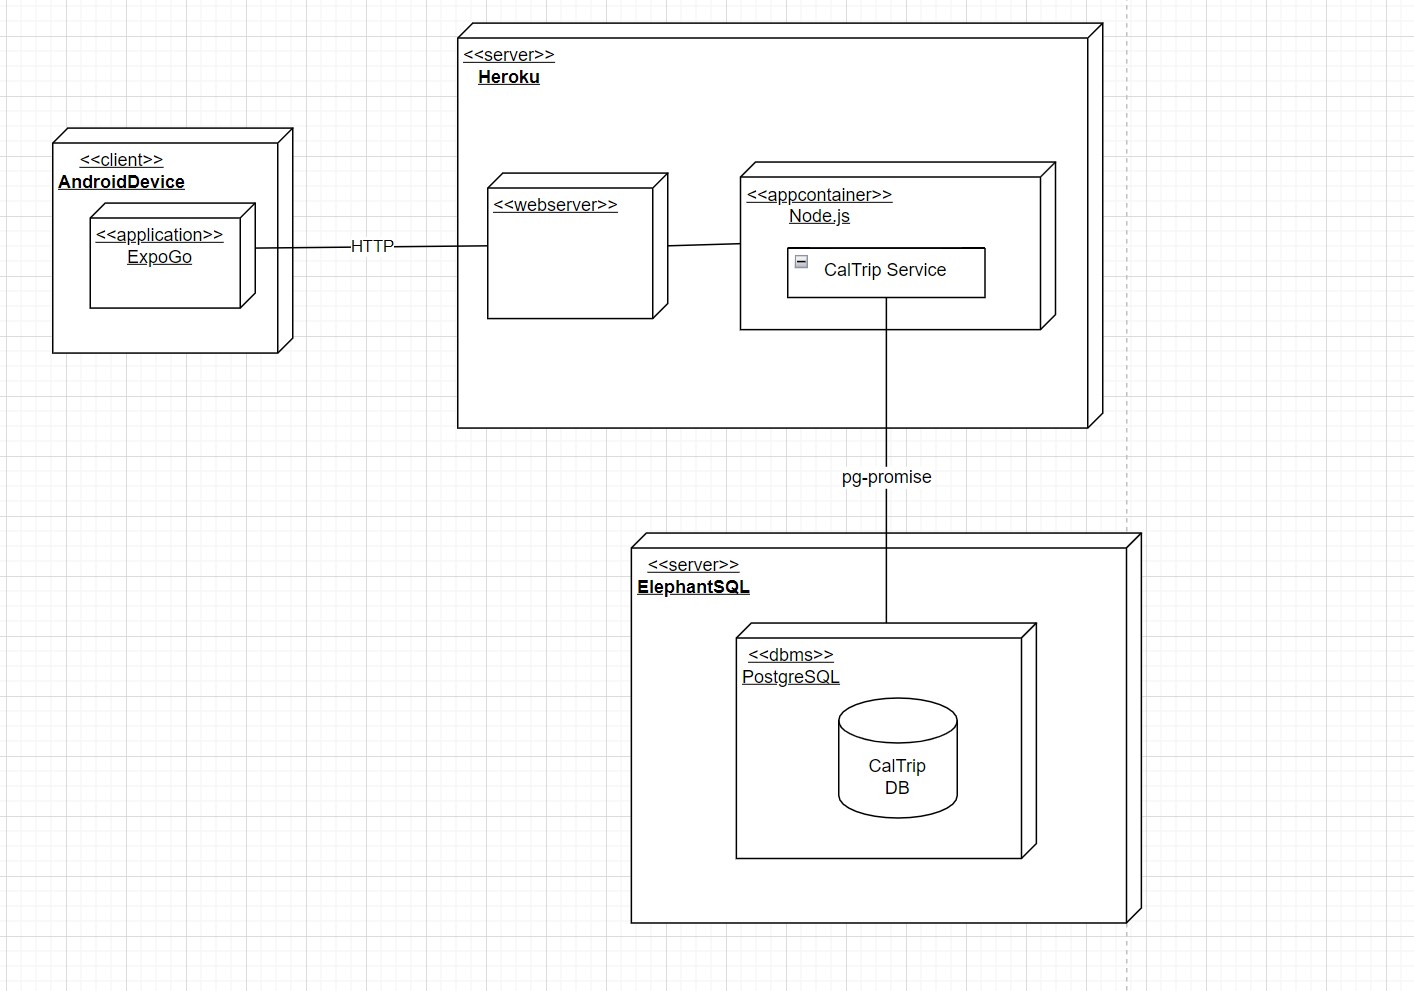 <<server>>
Heroku
<<client>>
AndroidDevice
<<application>>
ExpoGo
HTTP
<<webserver>>
<<appcontainer>>
Node.js
CalTrip Service
pg-promise
<<server>>
ElephantSQL
<<dbms>>
PostgreSQL
CalTrip
DB